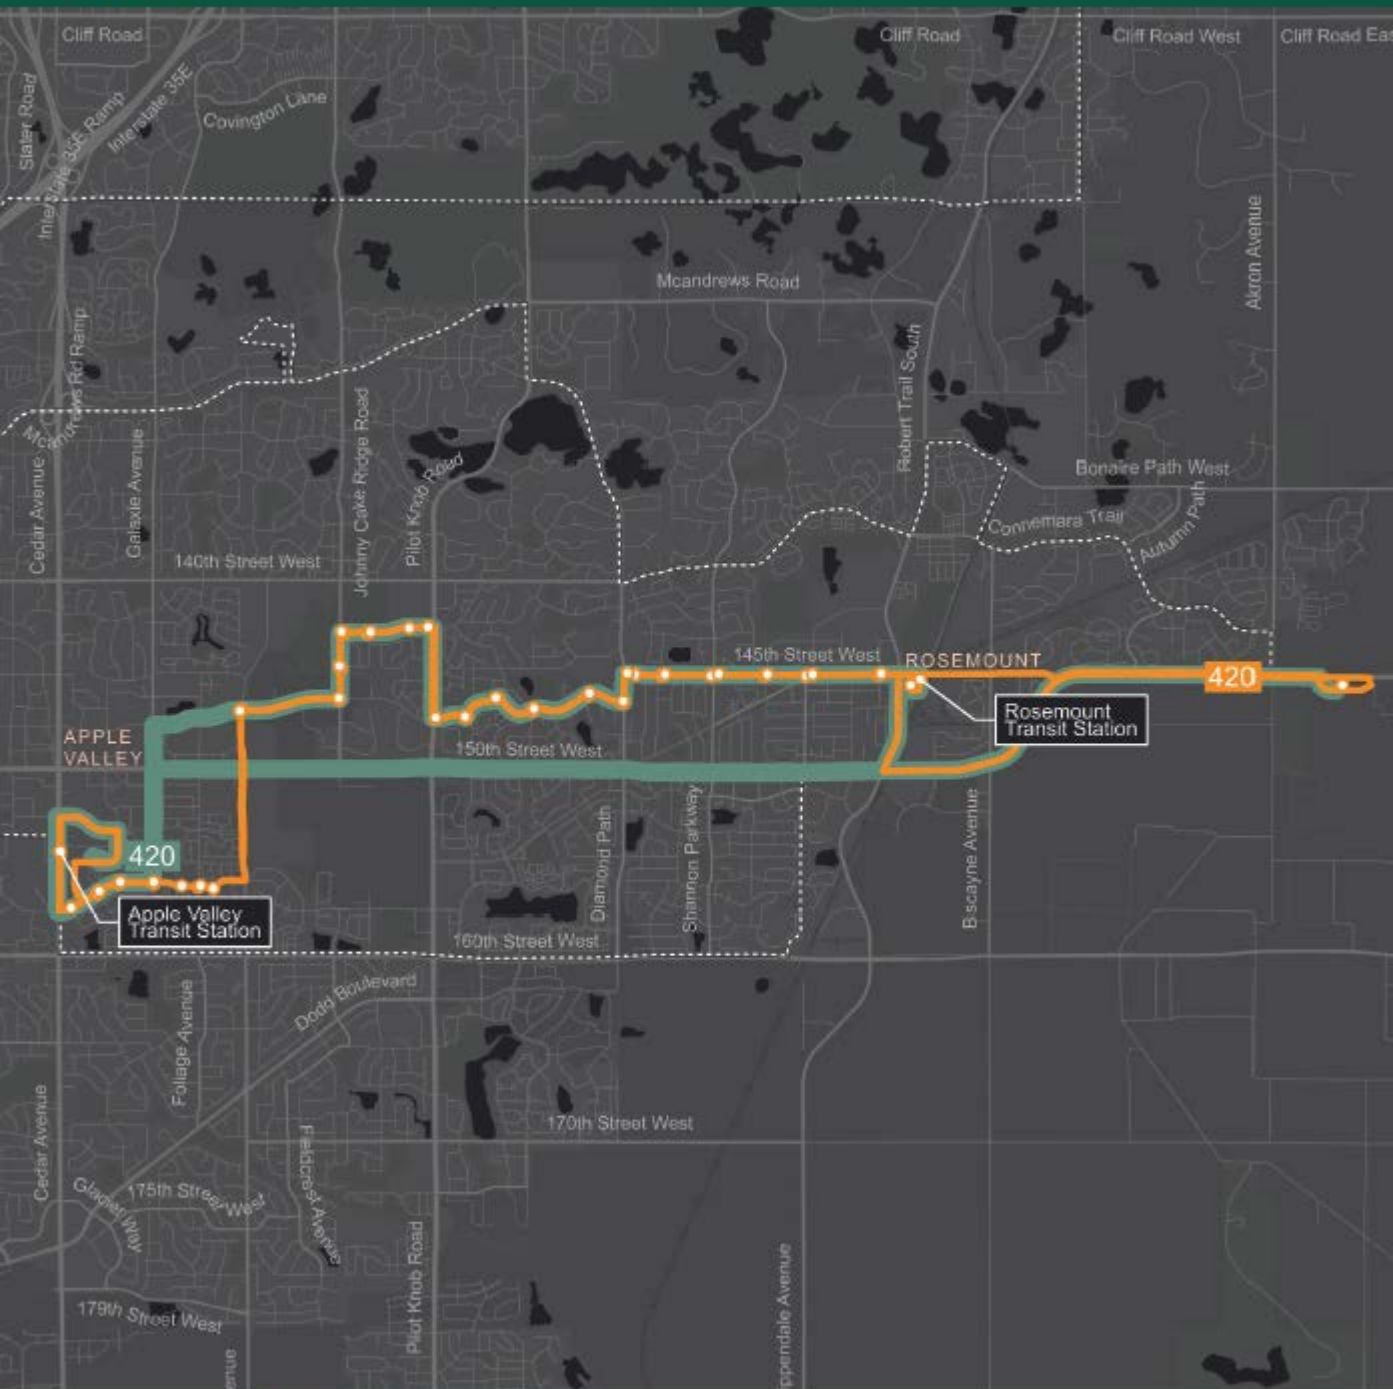 Cliff Road
Cliff Road
Cliff Road West
Cliff Road Eas
Slater Road
Interstate 35E Ramp
Interstate 35E
Covington Lane
Akron Avenue
Mcandrews Road
Mcandrews Rd Ramp
Robert Trail South
Johnny Cake Ridge Road
Pilot Knob Road
Cedar Avenue
Galaxie Avenue
Bonaire Path West
Connemara Trail
Autumn Path
140th Street West
145th Street West
ROSEMOUNT
420
Rosemount
Transit Station
APPLE
VALLEY
150th Street West
Diamond Path
Shannon Parkway
Biscayne Avenue
420
Apple Valley
Transit Station
160th Street West
Dodd Boulevard
Foliage Avenue
Cedar Avenue
170th Street West
Fieldcrest Avenue
175th Street West
Glacier Way
Pilot Knob Road
ppendale Avenue
179th Street West
enue